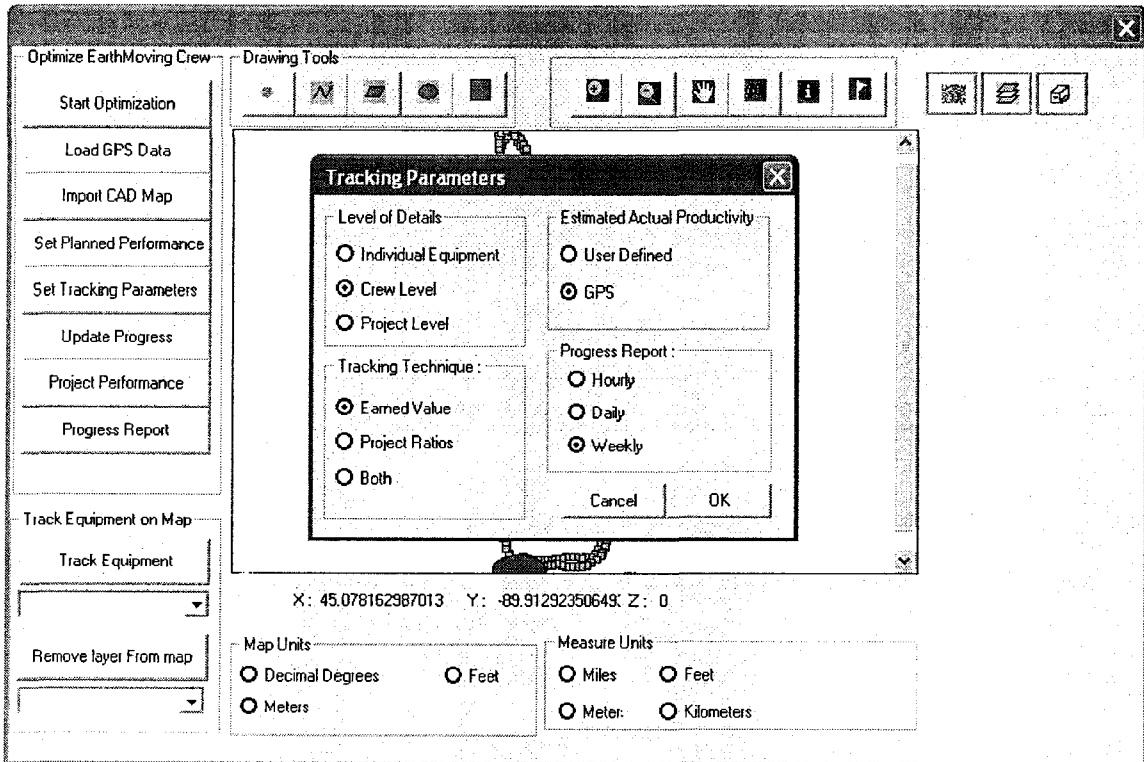 Optimize EarthMoving Crew
Start Optimization
Load GPS Data
Import CAD Map
Set Planned Performance
Set Tracking Parameters
Update Progress
Project Performance
Progress Report
Track Equipment on Map
Track Equipment
Remove layer From map
Drawing Tools
Tracking Parameters
Level of Details
Individual Equipment
Crew Level
Project Level
Tracking Technique :
Earned Value
Project Ratios
Both
Estimated Actual Productivity
User Defined
GPS
Progress Report :
Hourly
Daily
Weekly
Cancel OK
X: 45.078162987013 Y: -89.91292350649 Z: 0
Map Units
Decimal Degrees Feet
Meters
Measure Units
Miles Feet
Meter: Kilometers